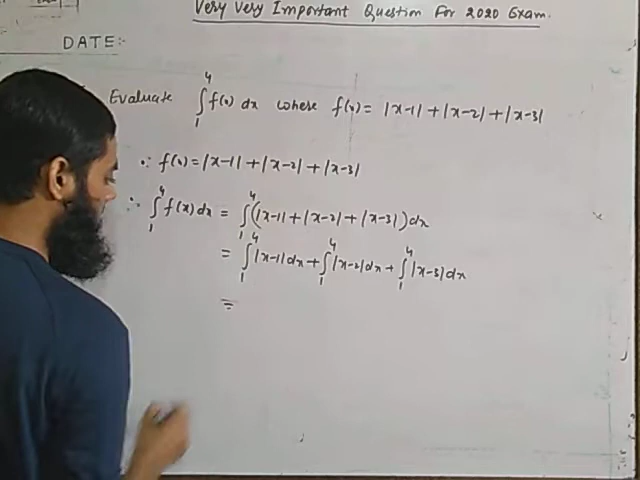 Very Very Important Question For 2020 Exam.
DATE:-
Evaluate ∫₁⁴ f(x) dx where f(x) = |x-1| + |x-2| + |x-3|
∵ f(x) = |x-1| + |x-2| + |x-3|
∴ ∫₁⁴ f(x) dx = ∫₁⁴ (|x-1| + |x-2| + |x-3|) dx
= ∫₁⁴ |x-1| dx + ∫₁⁴ |x-2| dx + ∫₁⁴ |x-3| dx
=